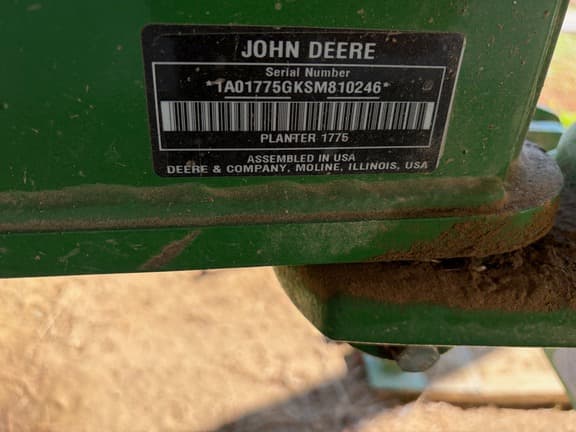 JOHN DEERE
Serial Number
*1A01775GKSM810246*
PLANTER 1775
ASSEMBLED IN USA
DEERE & COMPANY, MOLINE, ILLINOIS, USA